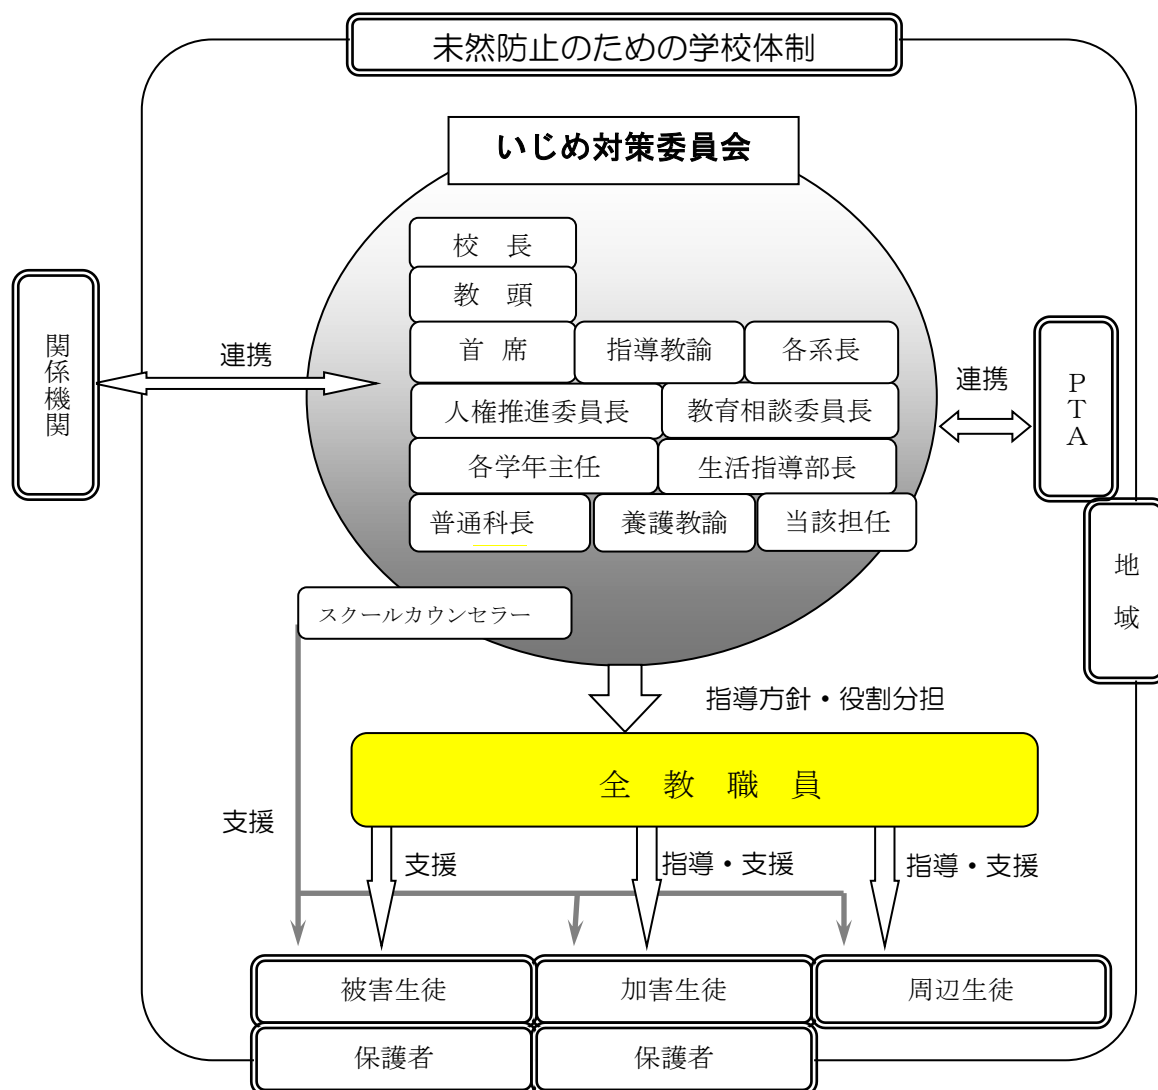 未然防止のための学校体制
いじめ対策委員会
校　長
教　頭
首 席
指導教諭
各系長
人権推進委員長
教育相談委員長
各学年主任
生活指導部長
普通科長
養護教諭
当該担任
スクールカウンセラー
関係機関
連携
連携
PTA
地域
指導方針・役割分担
全　教　職　員
支援
支援
指導・支援
指導・支援
被害生徒
加害生徒
周辺生徒
保護者
保護者